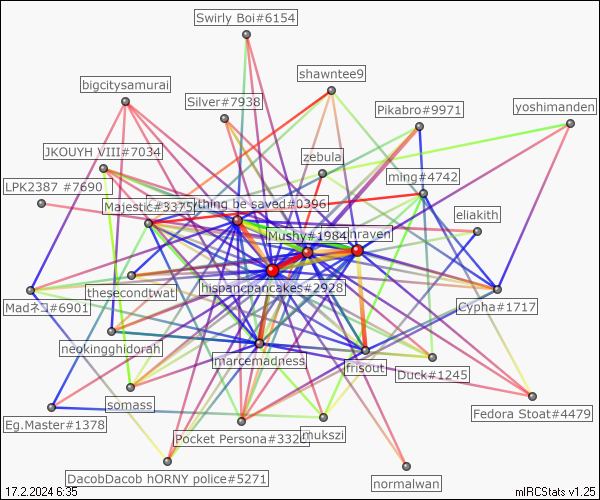 Swirly Boi#6154
shawntee9
bigcitysamurai
Silver#7938
Pikabro#9971
yoshimanden
JKOUYH VIII#7034
zebula
ming#4742
LPK2387 #7690
thing be saved#0396
Majestic#3375
eliakith
Mushy#1984
nraven
thesecondtwat
hispancpancakes#2928
Madネコ#6901
Cypha#1717
neokingghidorah
marcemadness
frisout
Duck#1245
somass
Fedora Stoat#4479
Eg.Master#1378
Pocket Persona#332
mukszi
DacobDacob hORNY police#5271
normalwan
17.2.2024 6:35
mIRCStats v1.25